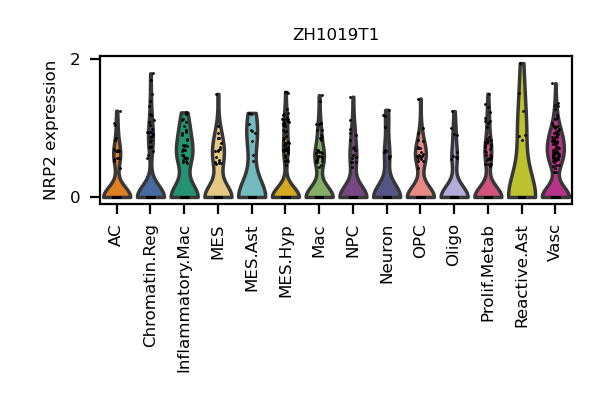 ZH1019T1
NRP2 expression
2
0
AC
Chromatin.Reg
Inflammatory.Mac
MES
MES.Ast
MES.Hyp
Mac
NPC
Neuron
OPC
Oligo
Prolif.Metab
Reactive.Ast
Vasc